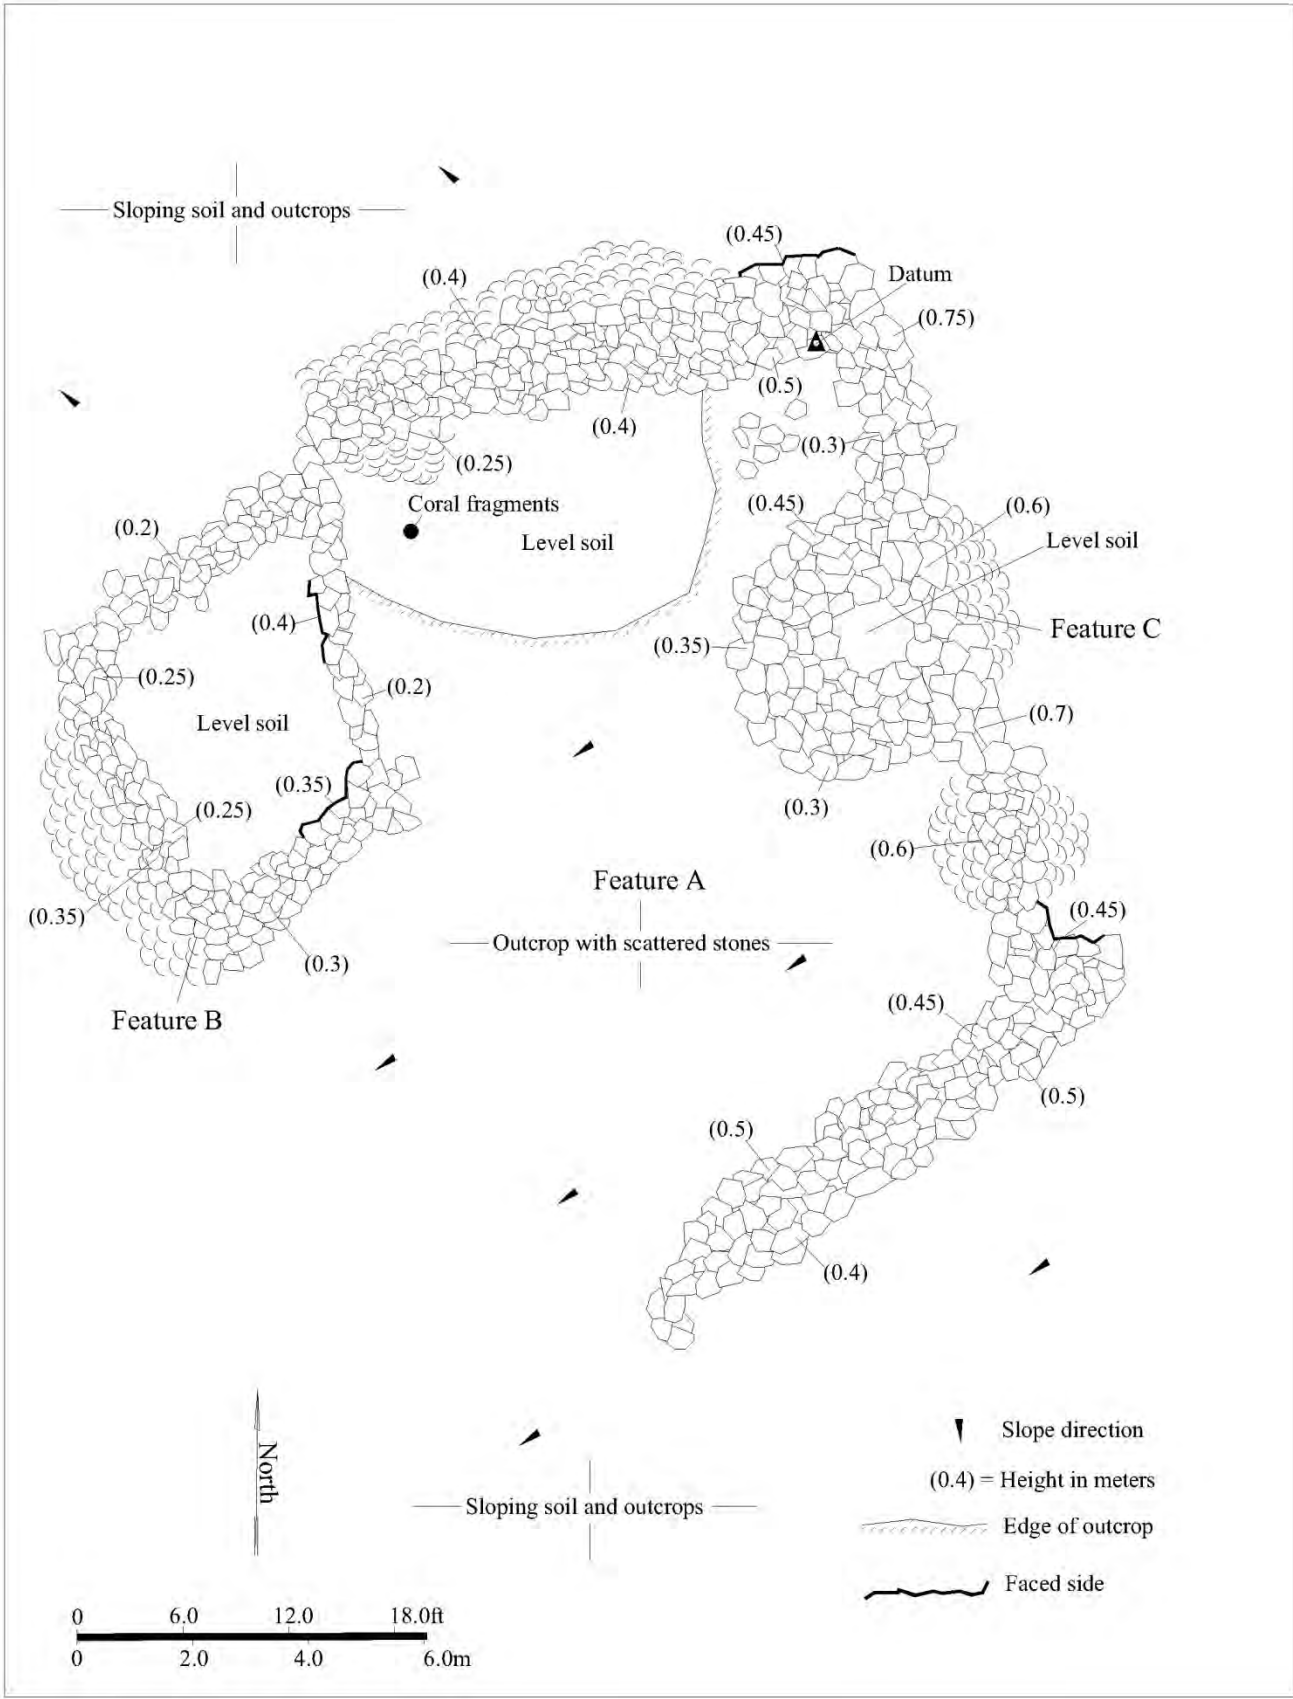 Sloping soil and outcrops
(0.45)
Datum
(0.4)
(0.75)
(0.5)
(0.4)
(0.3)
(0.25)
Coral fragments
(0.45)
(0.6)
(0.2)
Level soil
Level soil
(0.4)
Feature C
(0.35)
(0.25)
(0.2)
(0.7)
Level soil
(0.35)
(0.3)
(0.25)
(0.6)
Feature A
(0.35)
(0.45)
Outcrop with scattered stones
(0.3)
(0.45)
Feature B
(0.5)
(0.5)
(0.4)
North
Slope direction
(0.4) = Height in meters
Sloping soil and outcrops
Edge of outcrop
Faced side
0 6.0 12.0 18.0ft
0 2.0 4.0 6.0m